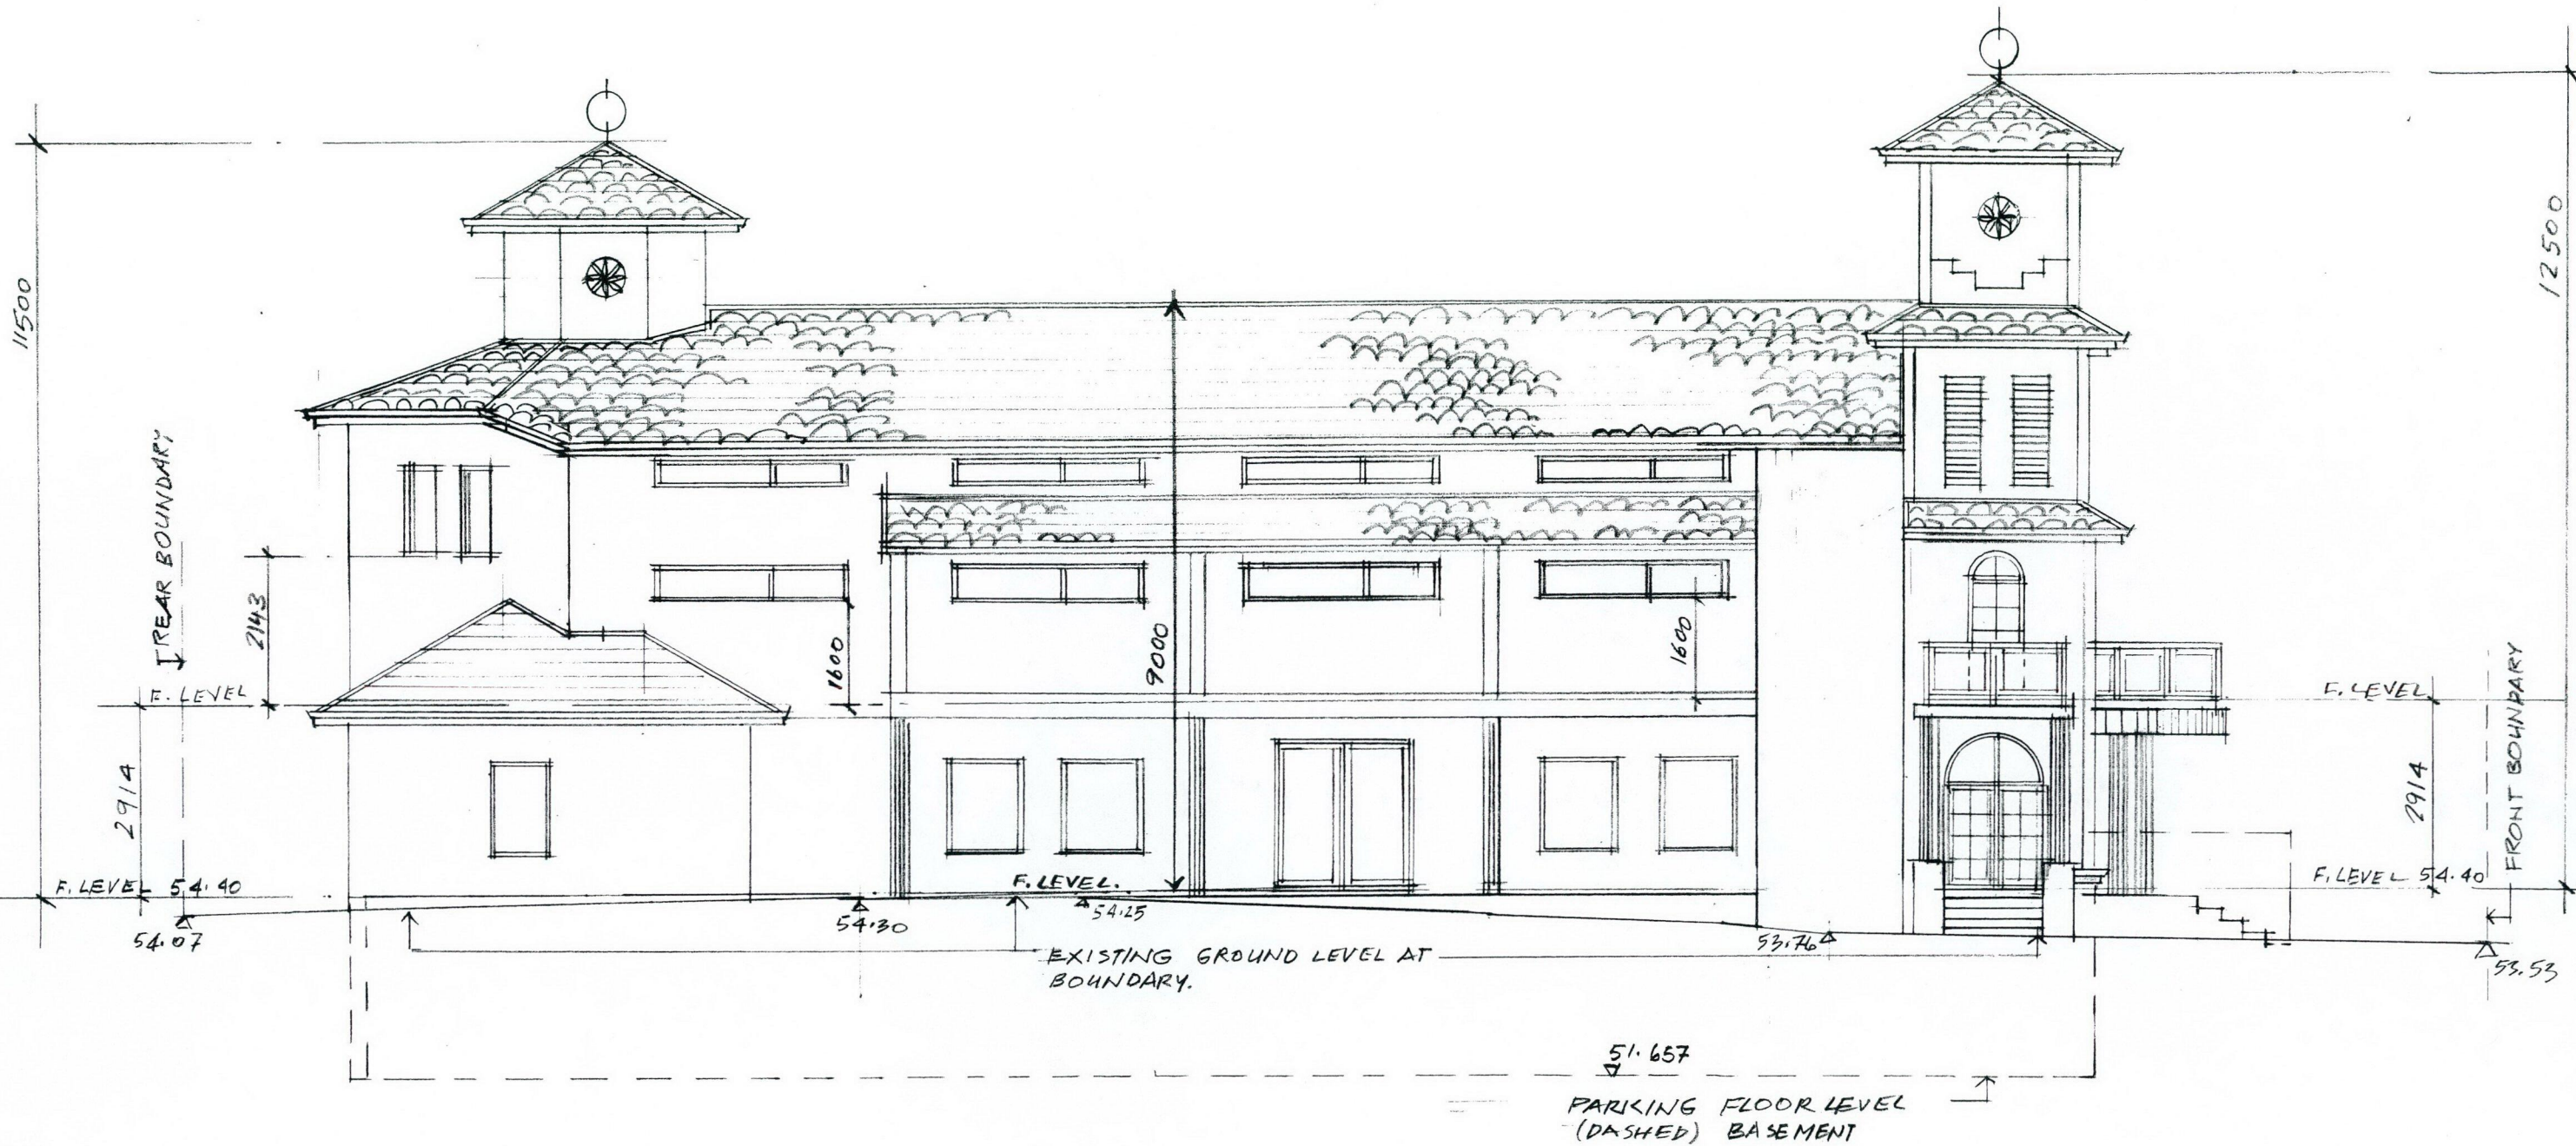 12500
11500
T REAR BOUNDARY
2143
1600
9000
1600
F. LEVEL
F. LEVEL
2914
2914
FRONT BOUNDARY
F. LEVEL 54.40
F. LEVEL.
F. LEVEL 54.40
54.07
54.30
54.25
53.76
53.53
EXISTING GROUND LEVEL AT
BOUNDARY.
51.657
PARKING FLOOR LEVEL
(DASHED) BASEMENT